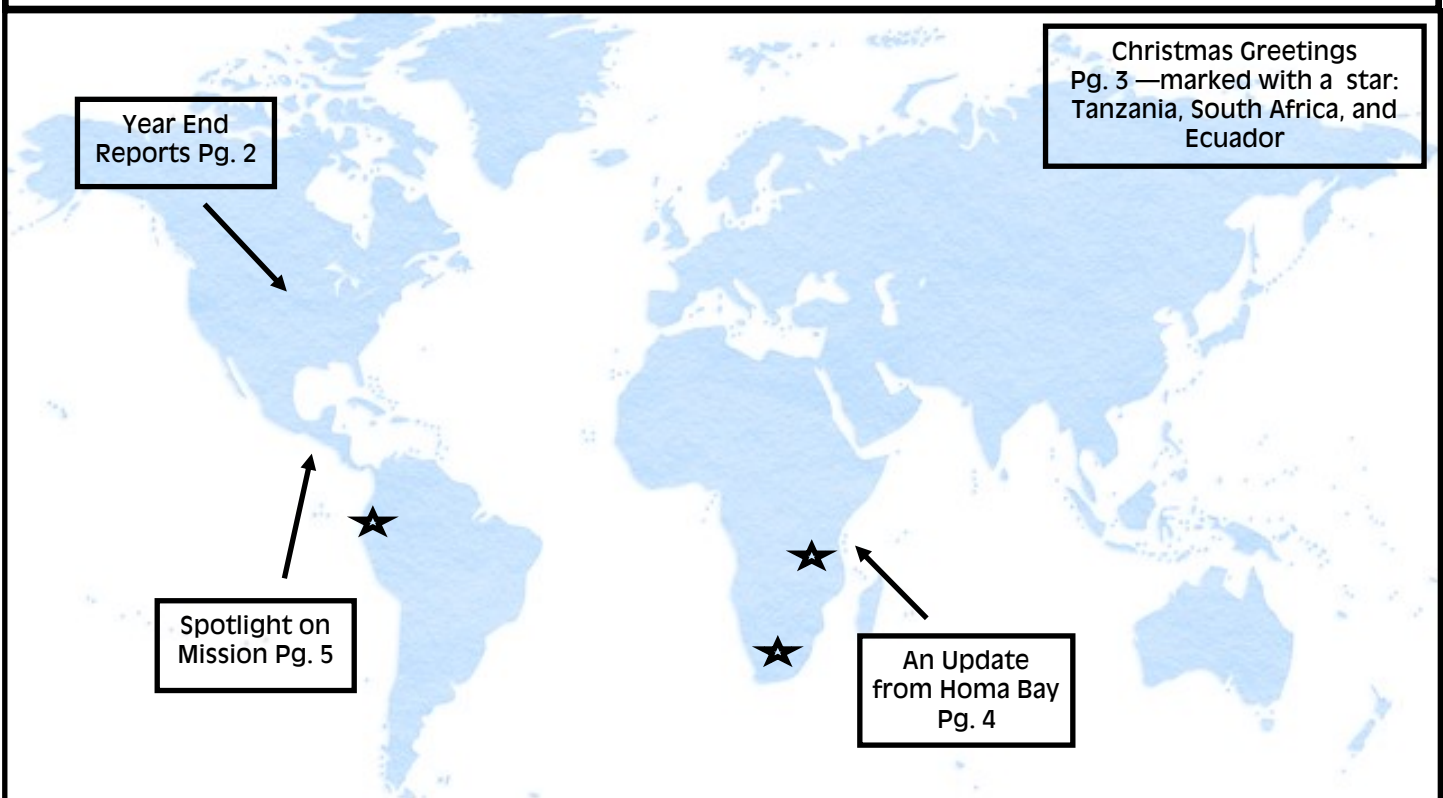 Christmas Greetings
Pg. 3 —marked with a star:
Tanzania, South Africa, and
Ecuador
Year End
Reports Pg. 2
Spotlight on
Mission Pg. 5
An Update
from Homa Bay
Pg. 4